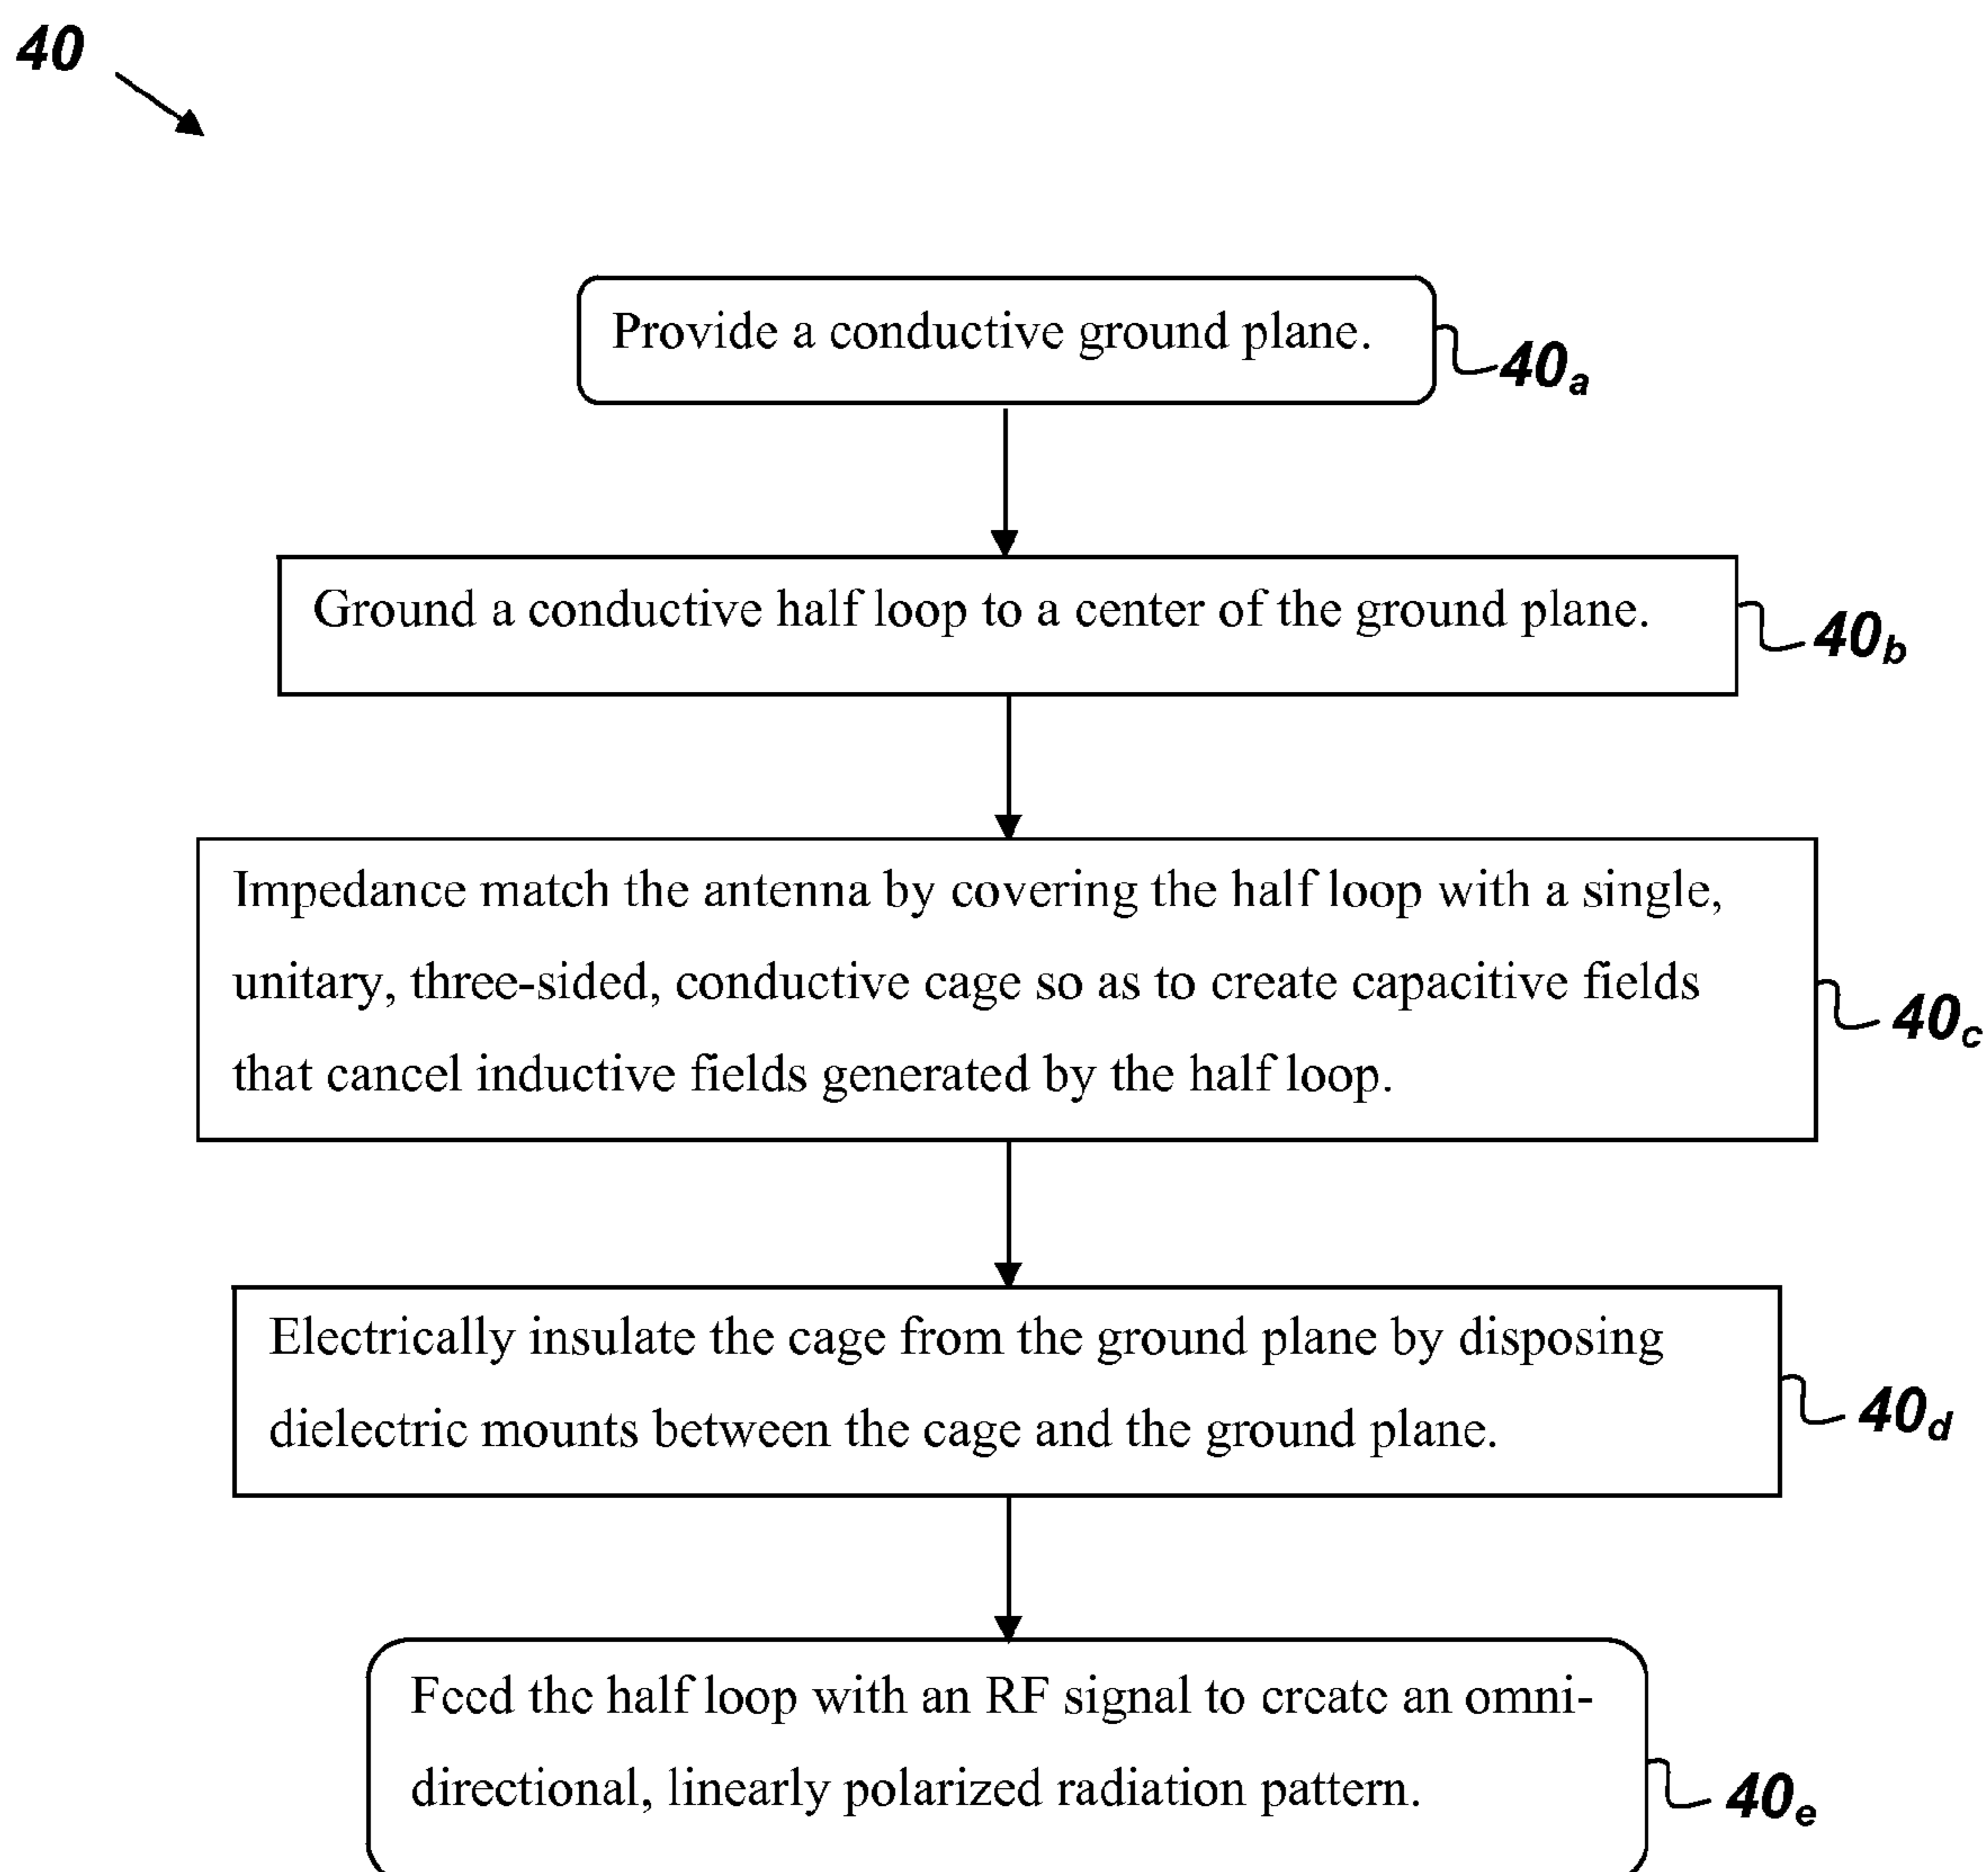 40
Provide a conductive ground plane.
40a
Ground a conductive half loop to a center of the ground plane.
40b
Impedance match the antenna by covering the half loop with a single,
unitary, three-sided, conductive cage so as to create capacitive fields
that cancel inductive fields generated by the half loop.
40c
Electrically insulate the cage from the ground plane by disposing
dielectric mounts between the cage and the ground plane.
40d
Feed the half loop with an RF signal to create an omni-
directional, linearly polarized radiation pattern.
40e